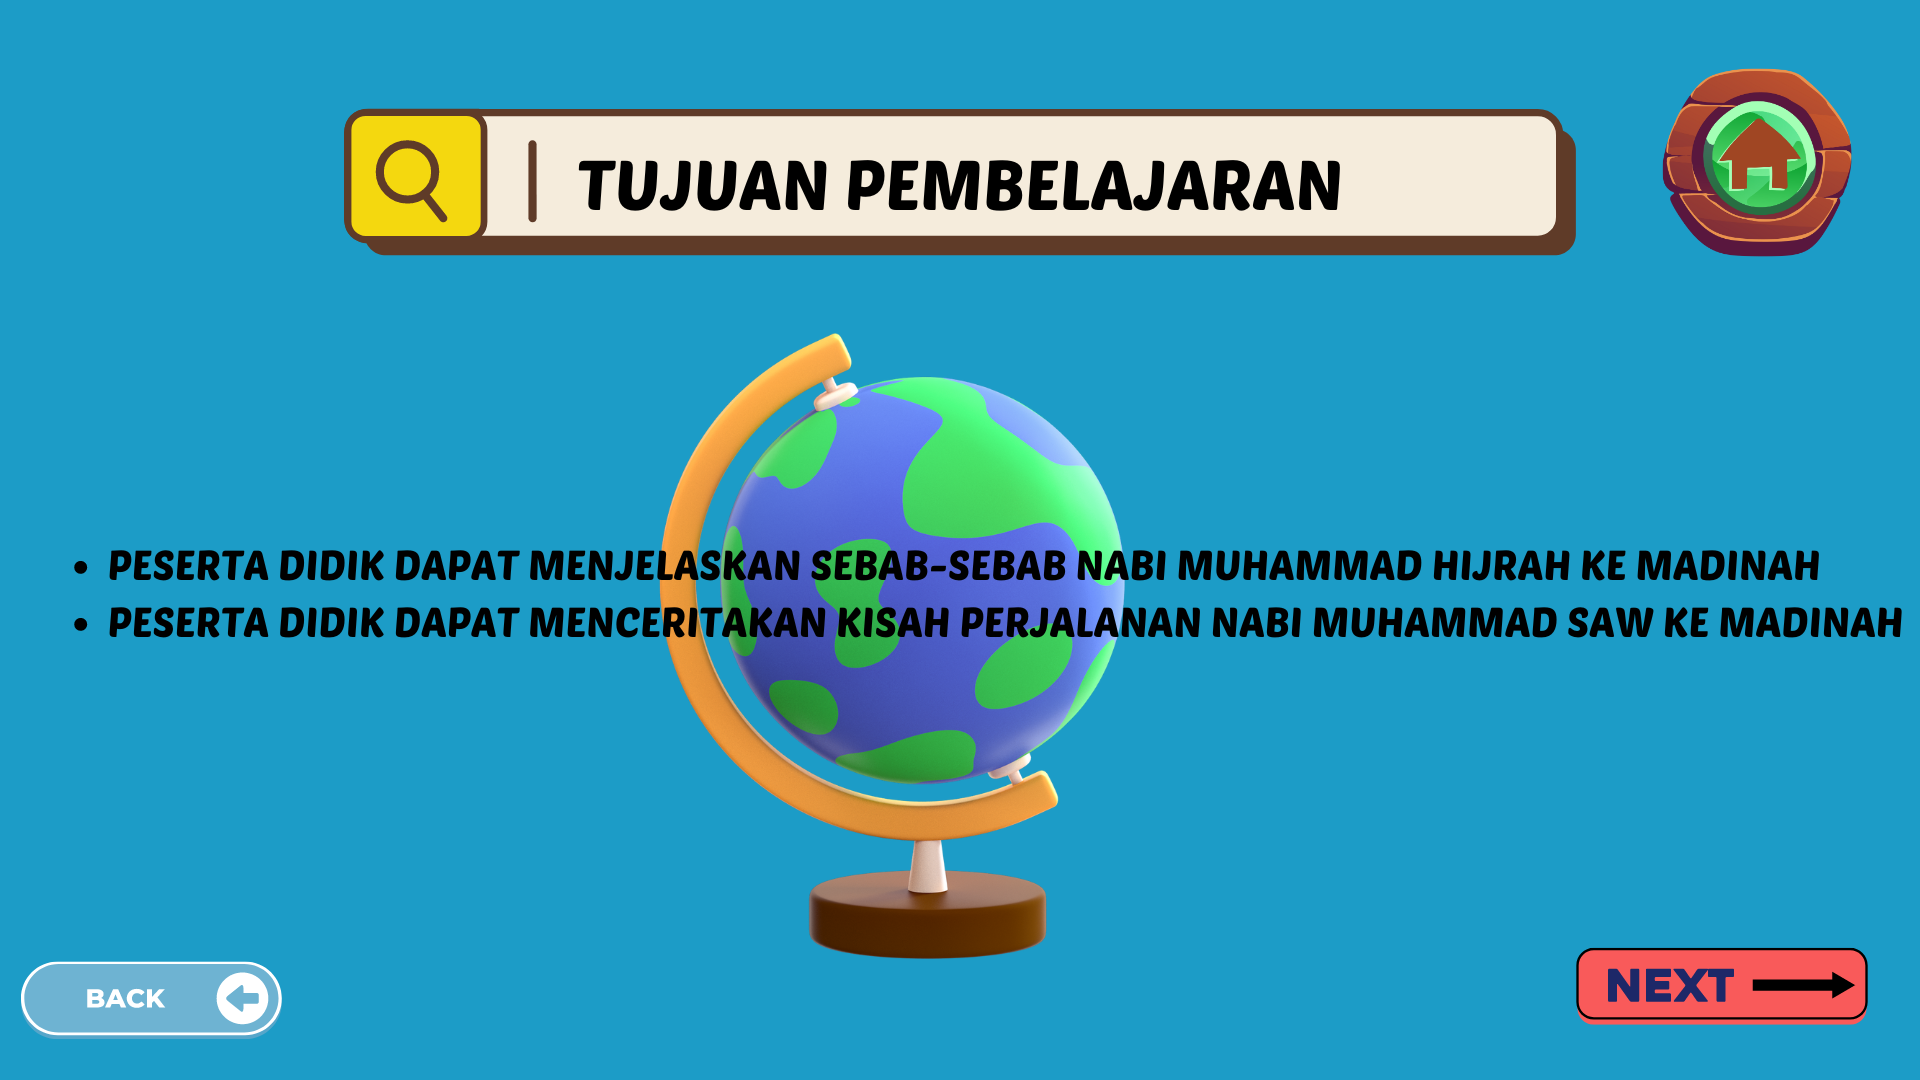 TUJUAN PEMBELAJARAN
• PESERTA DIDIK DAPAT MENJELASKAN SEBAB-SEBAB NABI MUHAMMAD HIJRAH KE MADINAH
• PESERTA DIDIK DAPAT MENCERITAKAN KISAH PERJALANAN NABI MUHAMMAD SAW KE MADINAH
BACK
NEXT